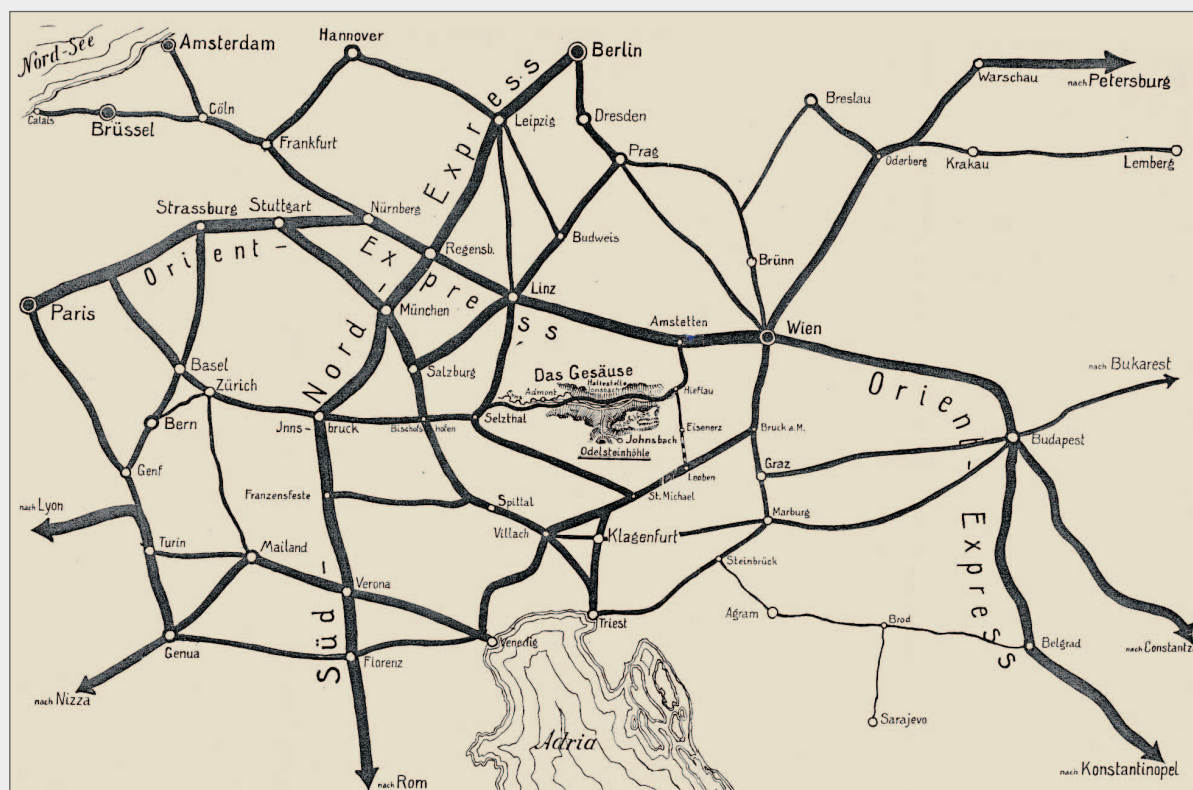 Nord-See
Amsterdam
Hannover
Berlin
Warschau
nach Petersburg
Calais
Brüssel
Cöln
Frankfurt
Leipzig
Dresden
Breslau
Prag
Oderberg
Krakau
Lemberg
Strassburg
Stuttgart
Nürnberg
Regensb.
Budweis
Brünn
Orient-Express
Nord-Express
Paris
München
Linz
Amstetten
Wien
Basel
Zürich
Salzburg
Das Gesäuse
Haltestelle
Johnsbach
Admont
Hieflau
nach Bukarest
Bern
Jnns-bruck
Bischofshofen
Selzthal
Eisenerz
Johnsbach
Odelsteinhöhle
Bruck a.M.
Orient-Express
Budapest
Genf
Graz
Leoben
Franzensfeste
Spittal
St. Michael
nach Lyon
Marburg
Turin
Mailand
Villach
Klagenfurt
Steinbrück
Verona
Süd-
Agram
Brod
Triest
Genua
Florenz
Venedig
Belgrad
nach Constantz
nach Nizza
Sarajevo
Adria
nach Rom
nach Konstantinopel